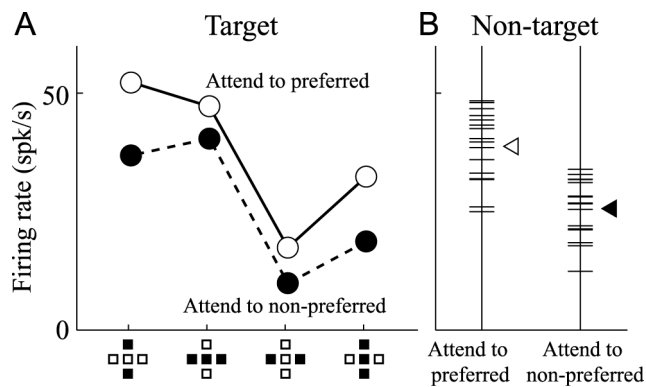 A Target
B Non-target
Firing rate (spk/s)
50
0
Attend to preferred
Attend to non-preferred
Attend to
preferred
Attend to
non-preferred